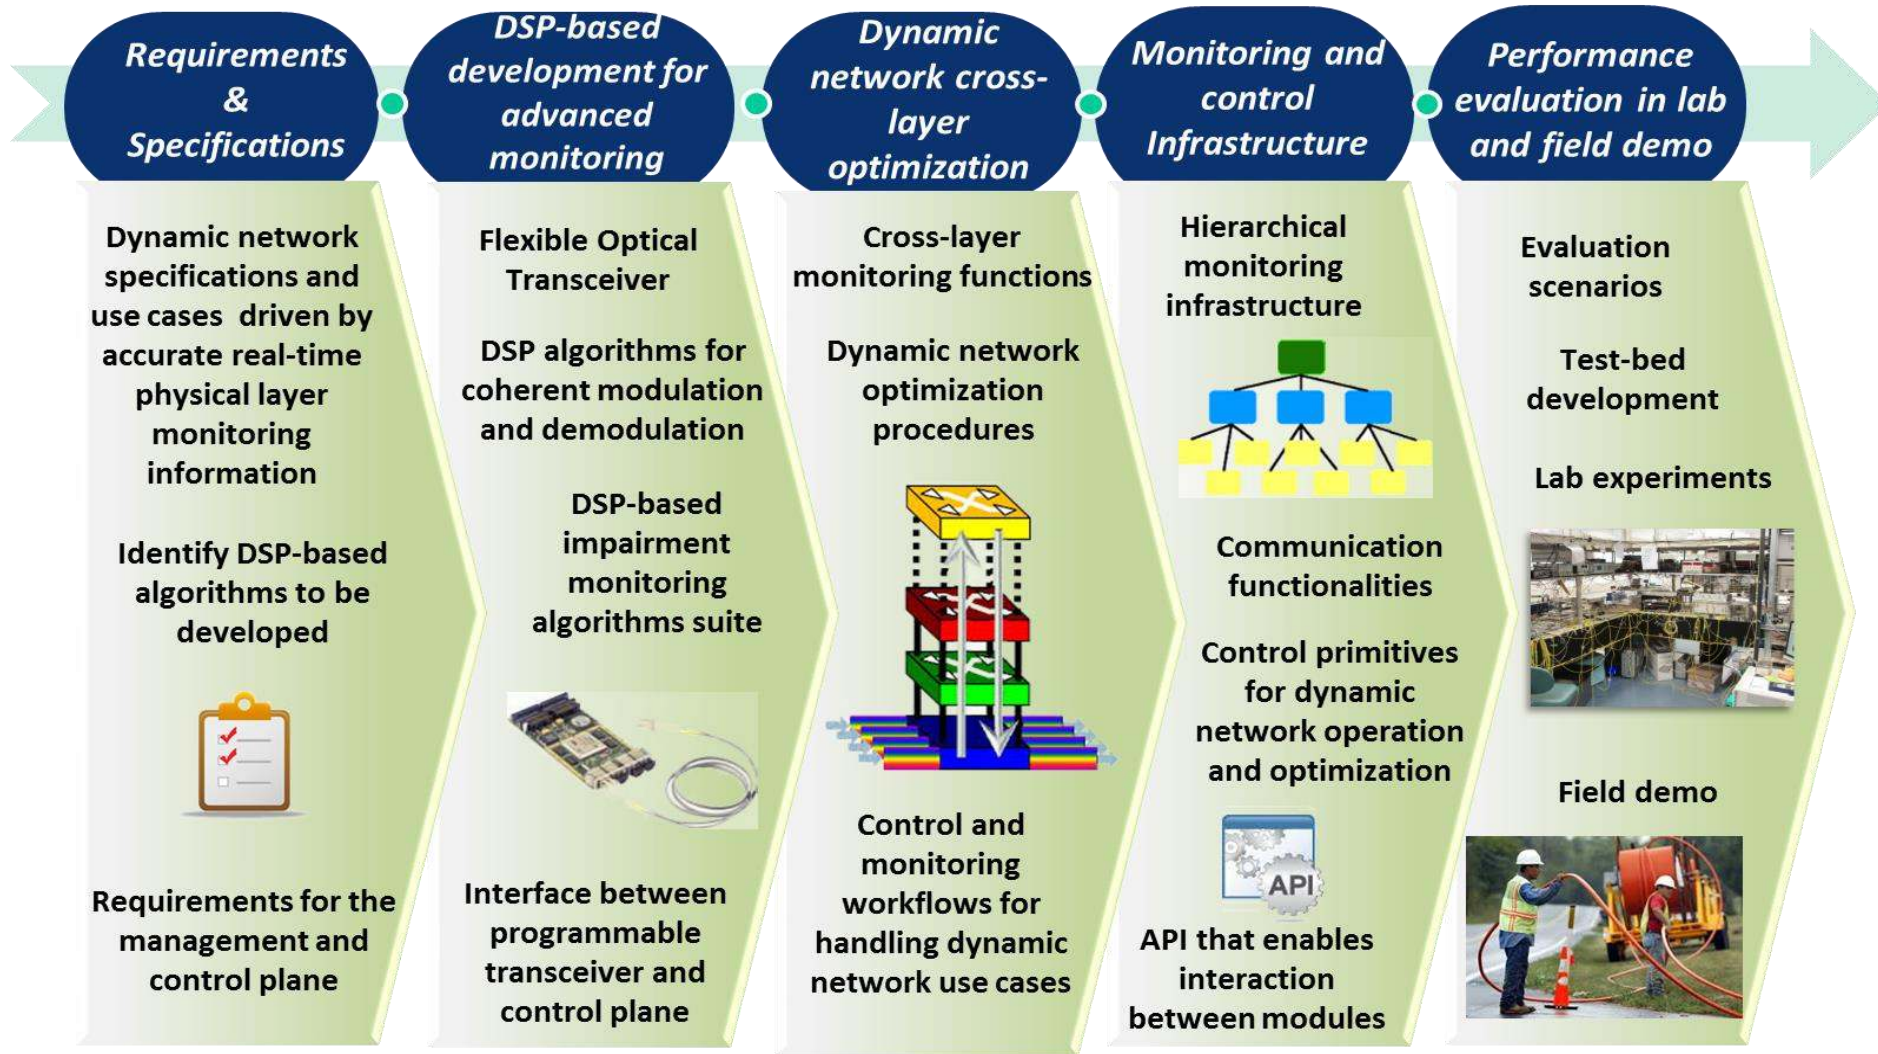 Requirements
&
Specifications
DSP-based
development for
advanced
monitoring
Dynamic
network cross-
layer
optimization
Monitoring and
control
Infrastructure
Performance
evaluation in lab
and field demo
Dynamic network
specifications and
use cases driven by
accurate real-time
physical layer
monitoring
information
Identify DSP-based
algorithms to be
developed
Requirements for the
management and
control plane
Flexible Optical
Transceiver
DSP algorithms for
coherent modulation
and demodulation
DSP-based
impairment
monitoring
algorithms suite
Interface between
programmable
transceiver and
control plane
Cross-layer
monitoring functions
Dynamic network
optimization
procedures
Control and
monitoring
workflows for
handling dynamic
network use cases
Hierarchical
monitoring
infrastructure
Communication
functionalities
Control primitives
for dynamic
network operation
and optimization
API
API that enables
interaction
between modules
Evaluation
scenarios
Test-bed
development
Lab experiments
Field demo